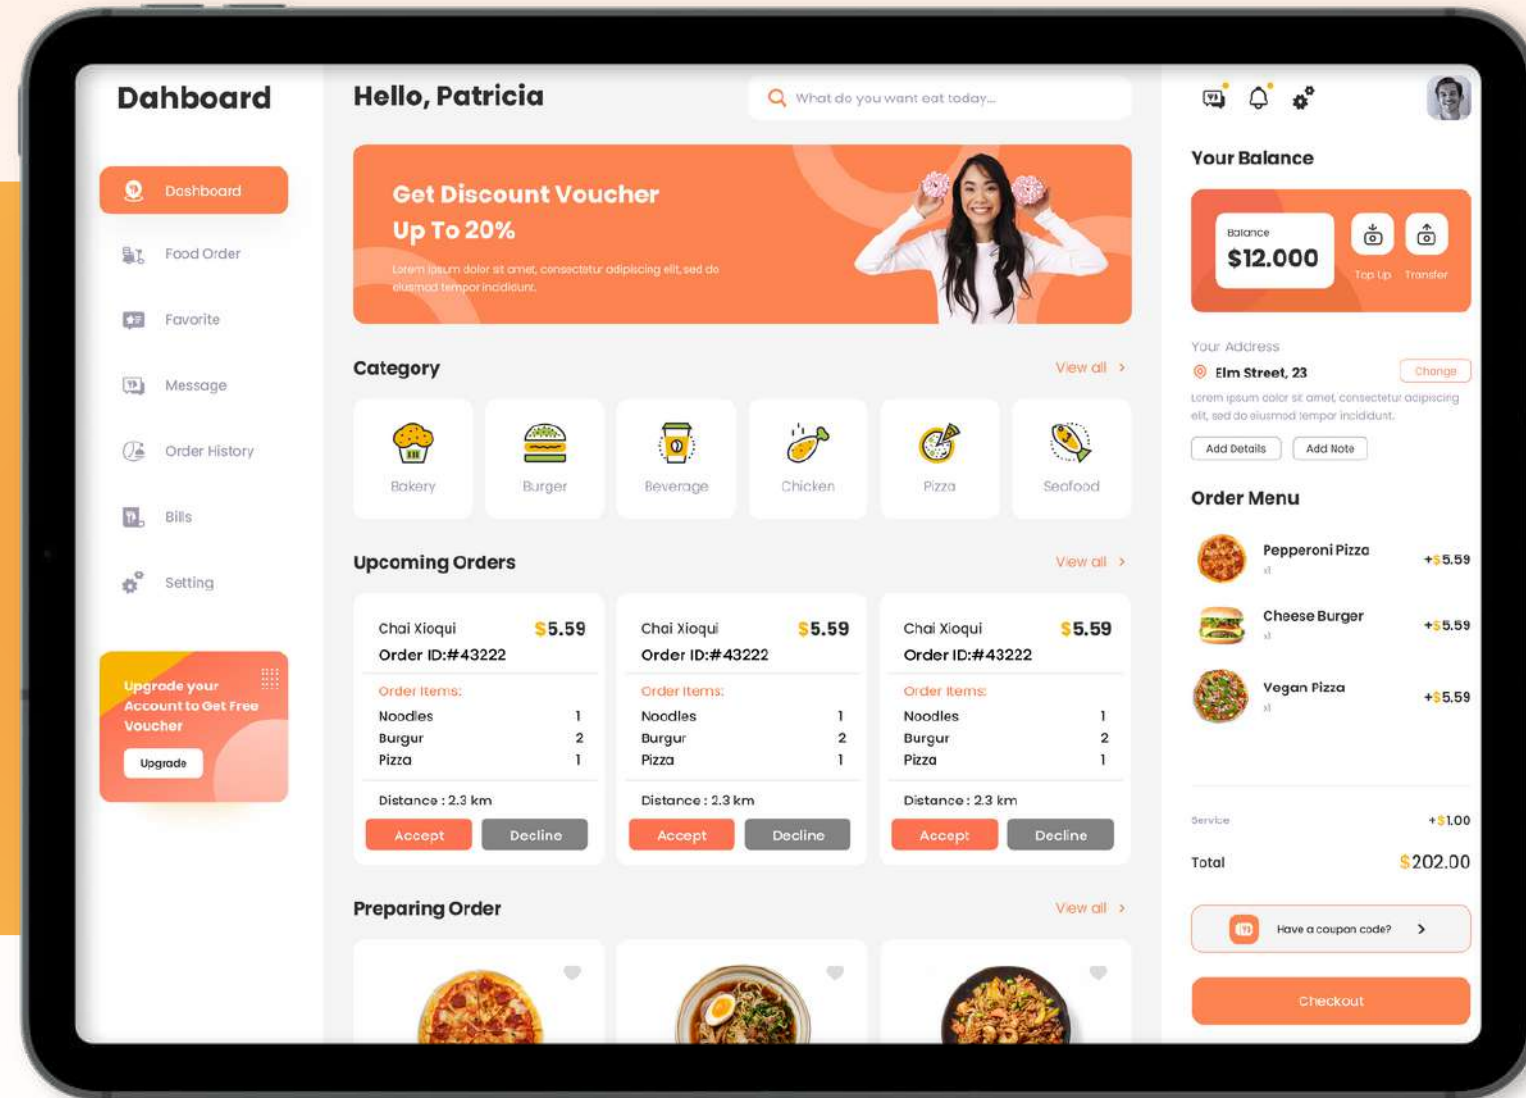 Dahboard
Dashboard
Food Order
Favorite
Message
Order History
Bills
Setting
Upgrade your
Account to Get Free
Voucher
Upgrade
Hello, Patricia
What do you want eat today...
Get Discount Voucher
Up To 20%
Lorem ipsum dolor sit amet, consectetur adipiscing elit, sed do
eiusmod tempor incididunt.
Category
View all >
Bakery
Burger
Beverage
Chicken
Pizza
Seafood
Upcoming Orders
View all >
Chai Xioqui $5.59
Order ID:#43222
Order Items:
Noodles 1
Burgur 2
Pizza 1
Distance : 2.3 km
Accept Decline
Chai Xioqui $5.59
Order ID:#43222
Order Items:
Noodles 1
Burgur 2
Pizza 1
Distance : 2.3 km
Accept Decline
Chai Xioqui $5.59
Order ID:#43222
Order Items:
Noodles 1
Burgur 2
Pizza 1
Distance : 2.3 km
Accept Decline
Preparing Order
View all >
Your Balance
Balance
$12.000
Top Up
Transfer
Your Address
Elm Street, 23
Change
Lorem ipsum dolor sit amet, consectetur adipiscing
elit, sed do eiusmod tempor incididunt.
Add Details
Add Note
Order Menu
Pepperoni Pizza
x1
+$5.59
Cheese Burger
x1
+$5.59
Vegan Pizza
x1
+$5.59
Service +$1.00
Total $202.00
Have a coupon code? >
Checkout